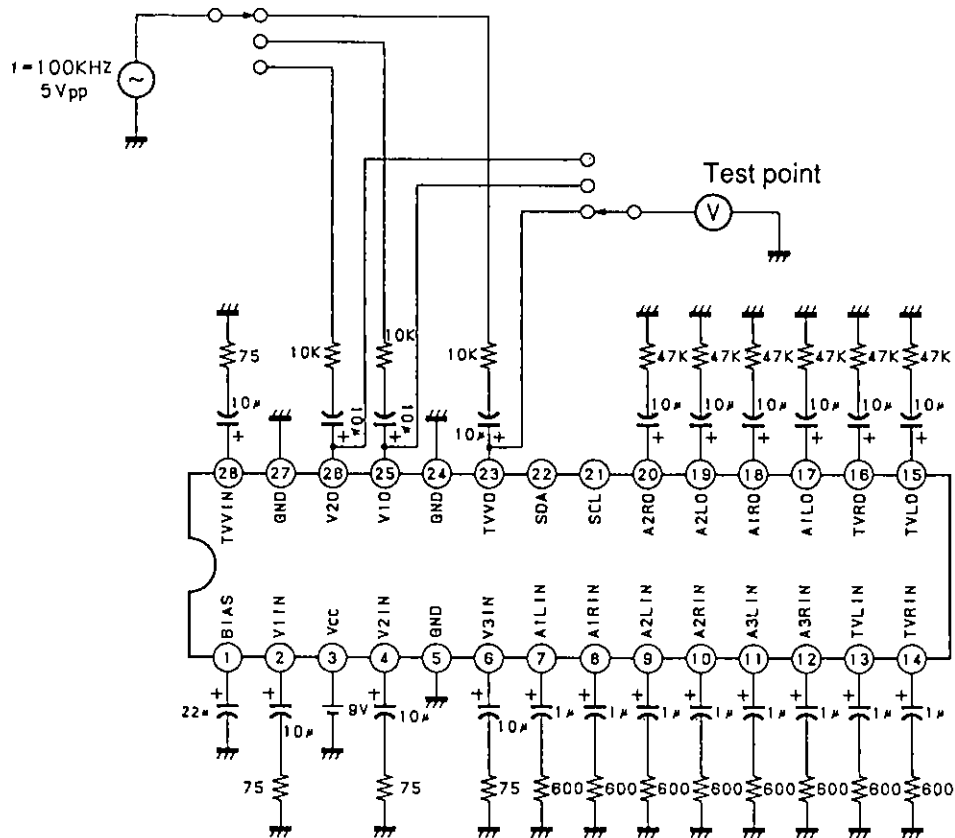 f=100KHZ
5Vpp
~
Test point
V
75
10K
10K
10K
47K
47K
47K
47K
47K
47K
10μ
10μ
10μ
10μ
10μ
10μ
10μ
10μ
10μ
10μ
+ + + + + + + + + +
28 27 26 25 24 23 22 21 20 19 18 17 16 15
TVVIN
GND
V2O
V1O
GND
TVVO
SDA
SCL
A2RO
A2LO
A1RO
A1LO
TVRO
TVLO
BIAS
V1IN
Vcc
V2IN
GND
V3IN
A1LIN
A1RIN
A2LIN
A2RIN
A3LIN
A3RIN
TVLIN
TVRIN
1 2 3 4 5 6 7 8 9 10 11 12 13 14
+ + + + + + + + + + + + +
22μ
10μ
9V
10μ
10μ
1μ
1μ
1μ
1μ
1μ
1μ
1μ
1μ
75
75
75
600
600
600
600
600
600
600
600